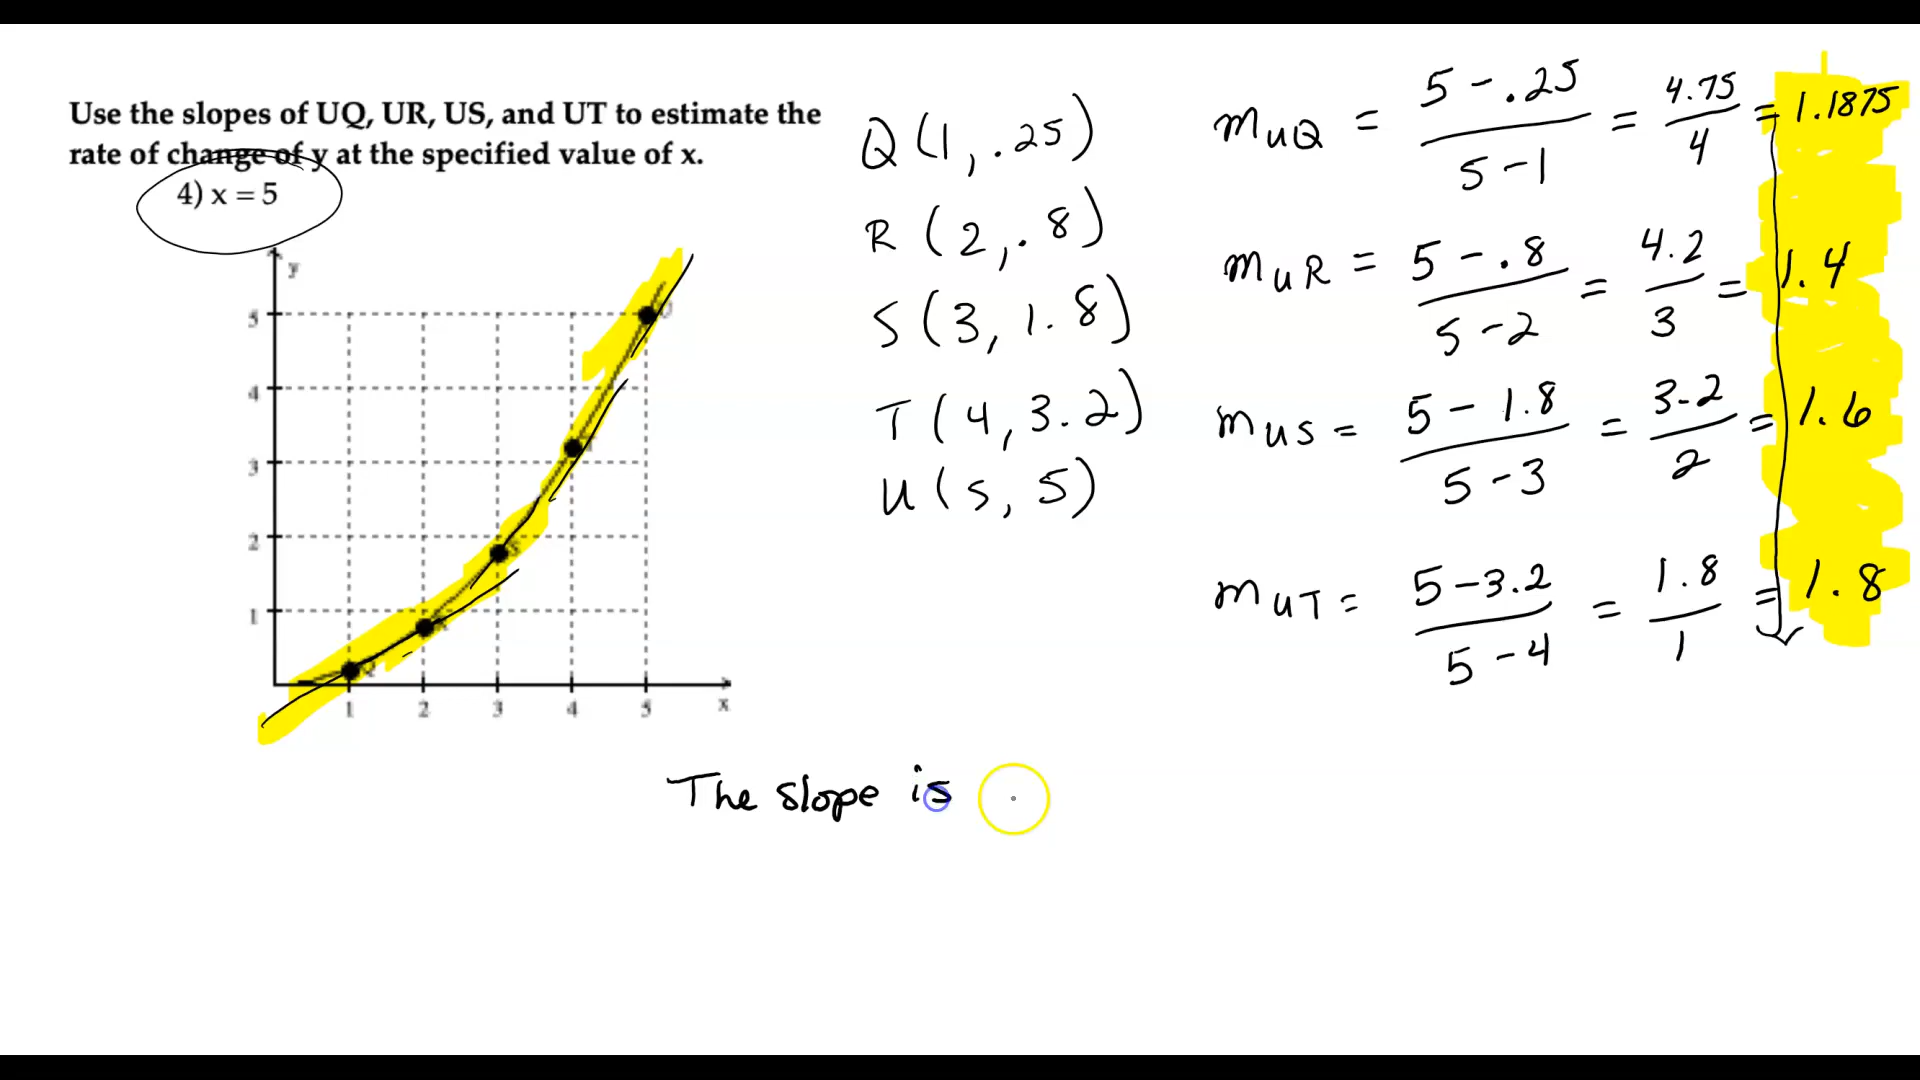 Use the slopes of UQ, UR, US, and UT to estimate the
rate of change of y at the specified value of x.
4) x = 5
y
5
4
3
2
1
1 2 3 4 5 x
U
S
Q
Q (1, .25)
R (2, .8)
S (3, 1.8)
T (4, 3.2)
U (5, 5)
mUQ = 5 - .25 / 5 - 1 = 4.75 / 4 = 1.1875
mUR = 5 - .8 / 5 - 2 = 4.2 / 3 = 1.4
mUS = 5 - 1.8 / 5 - 3 = 3.2 / 2 = 1.6
mUT = 5 - 3.2 / 5 - 4 = 1.8 / 1 = 1.8
The slope is